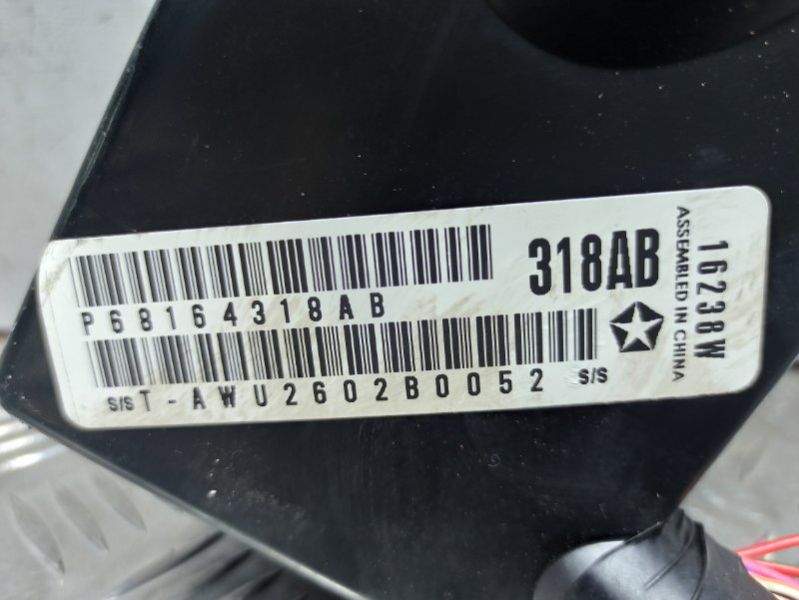 P68164318AB
318AB
S/S T-AWU2602B0052 S/S
16238W
ASSEMBLED IN CHINA